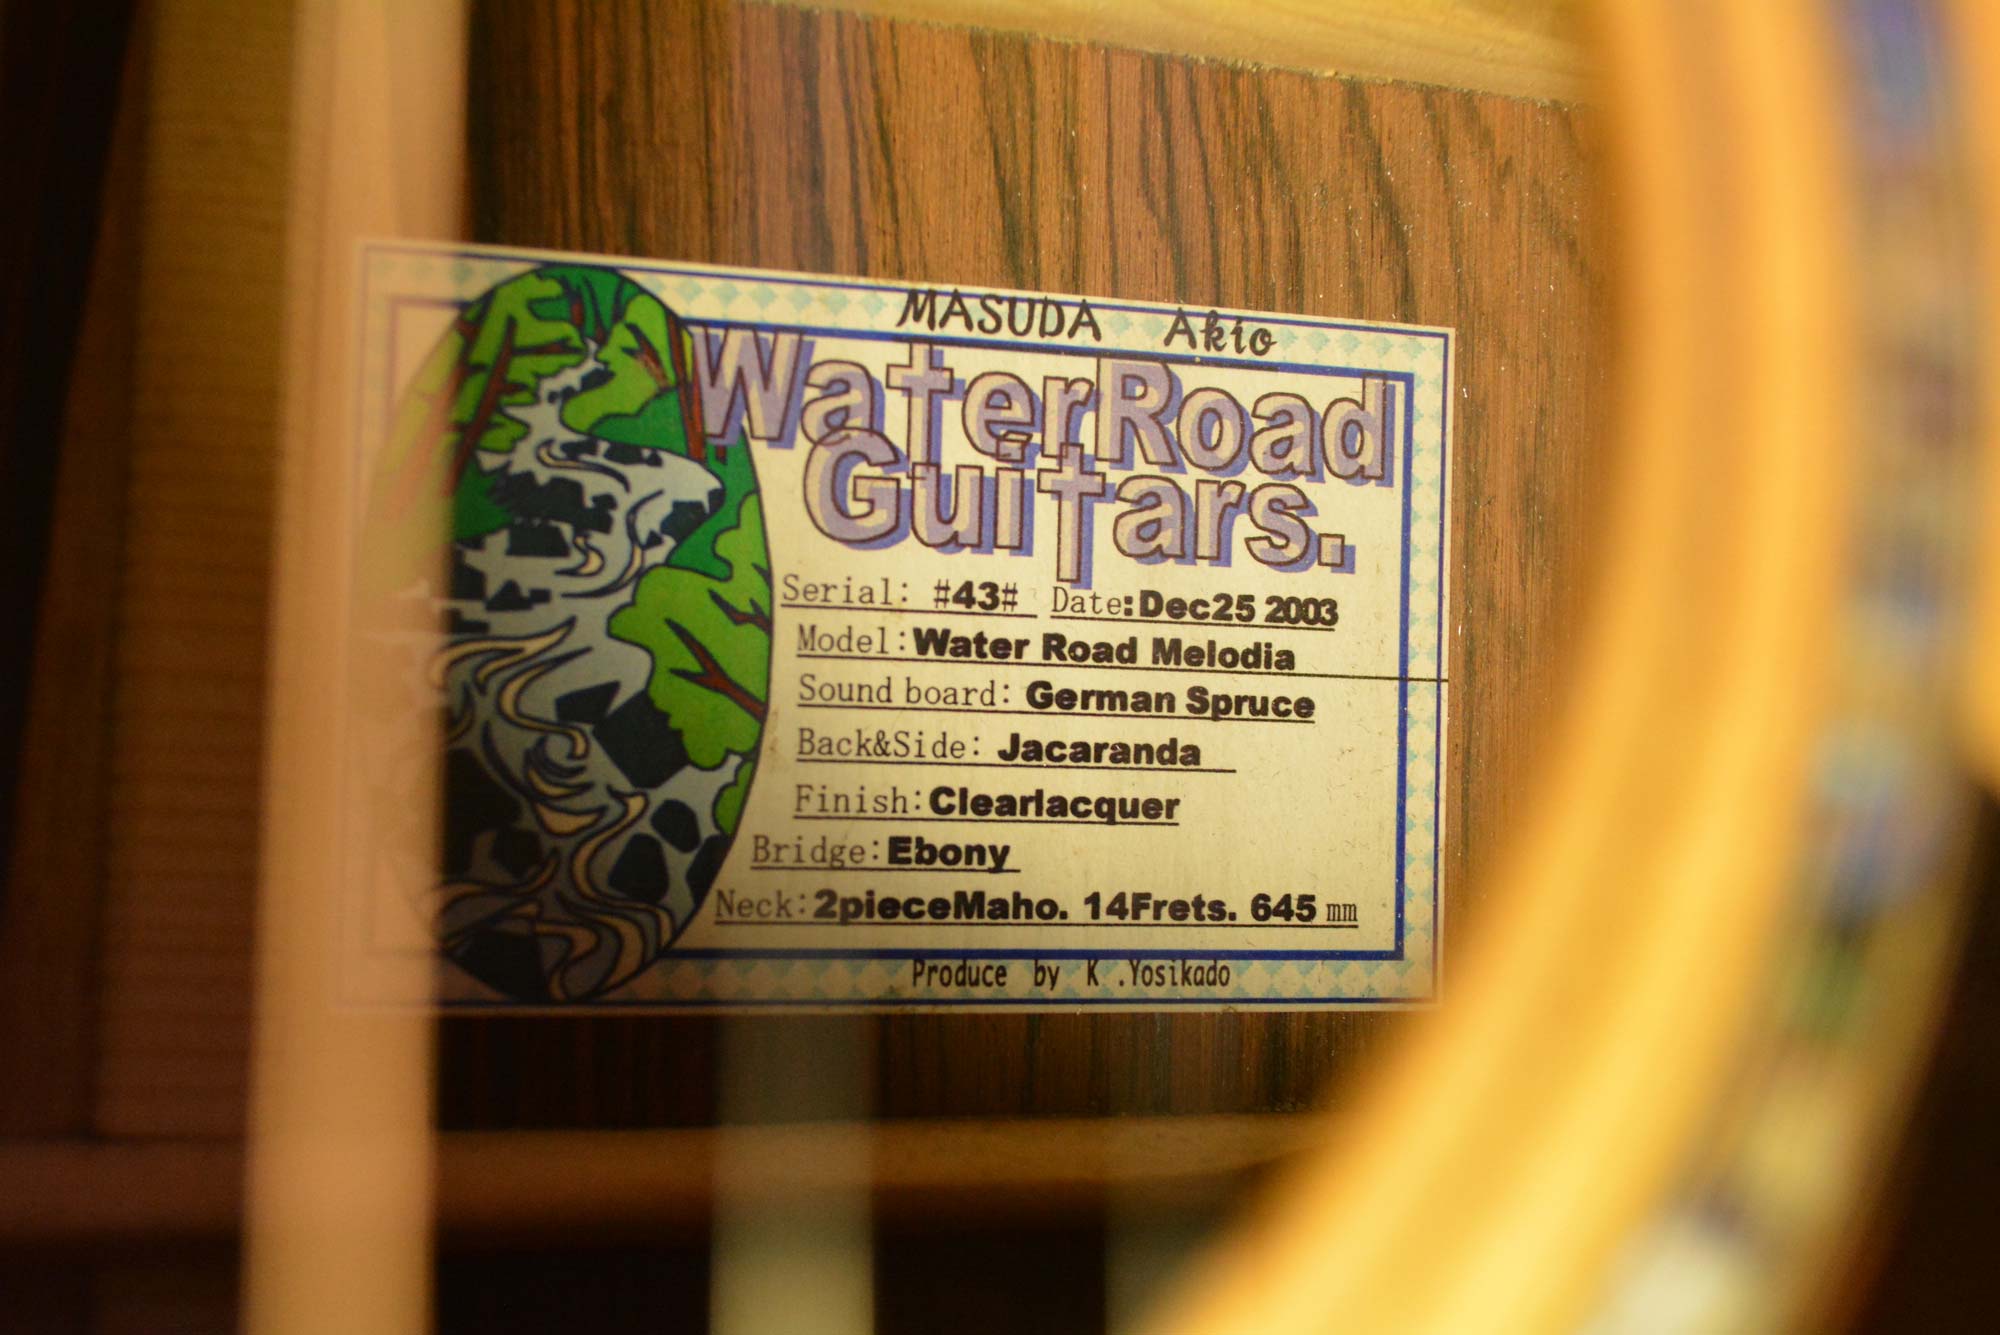 MASUDA Akio
WaterRoad
Guitars.
Serial: #43# Date:Dec25 2003
Model:Water Road Melodia
Sound board: German Spruce
Back&Side: Jacaranda
Finish:Clearlacquer
Bridge:Ebony
Neck:2pieceMaho. 14Frets. 645 mm
Produce by K .Yosikado